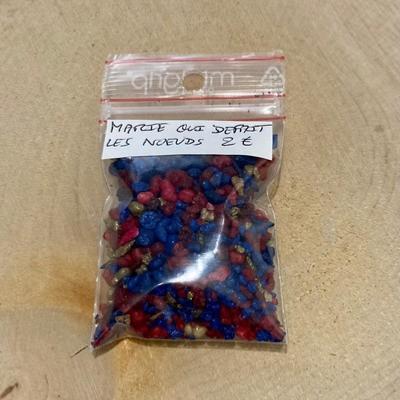 MARIE QUI DEFAIT
LES NOEUDS 2 €